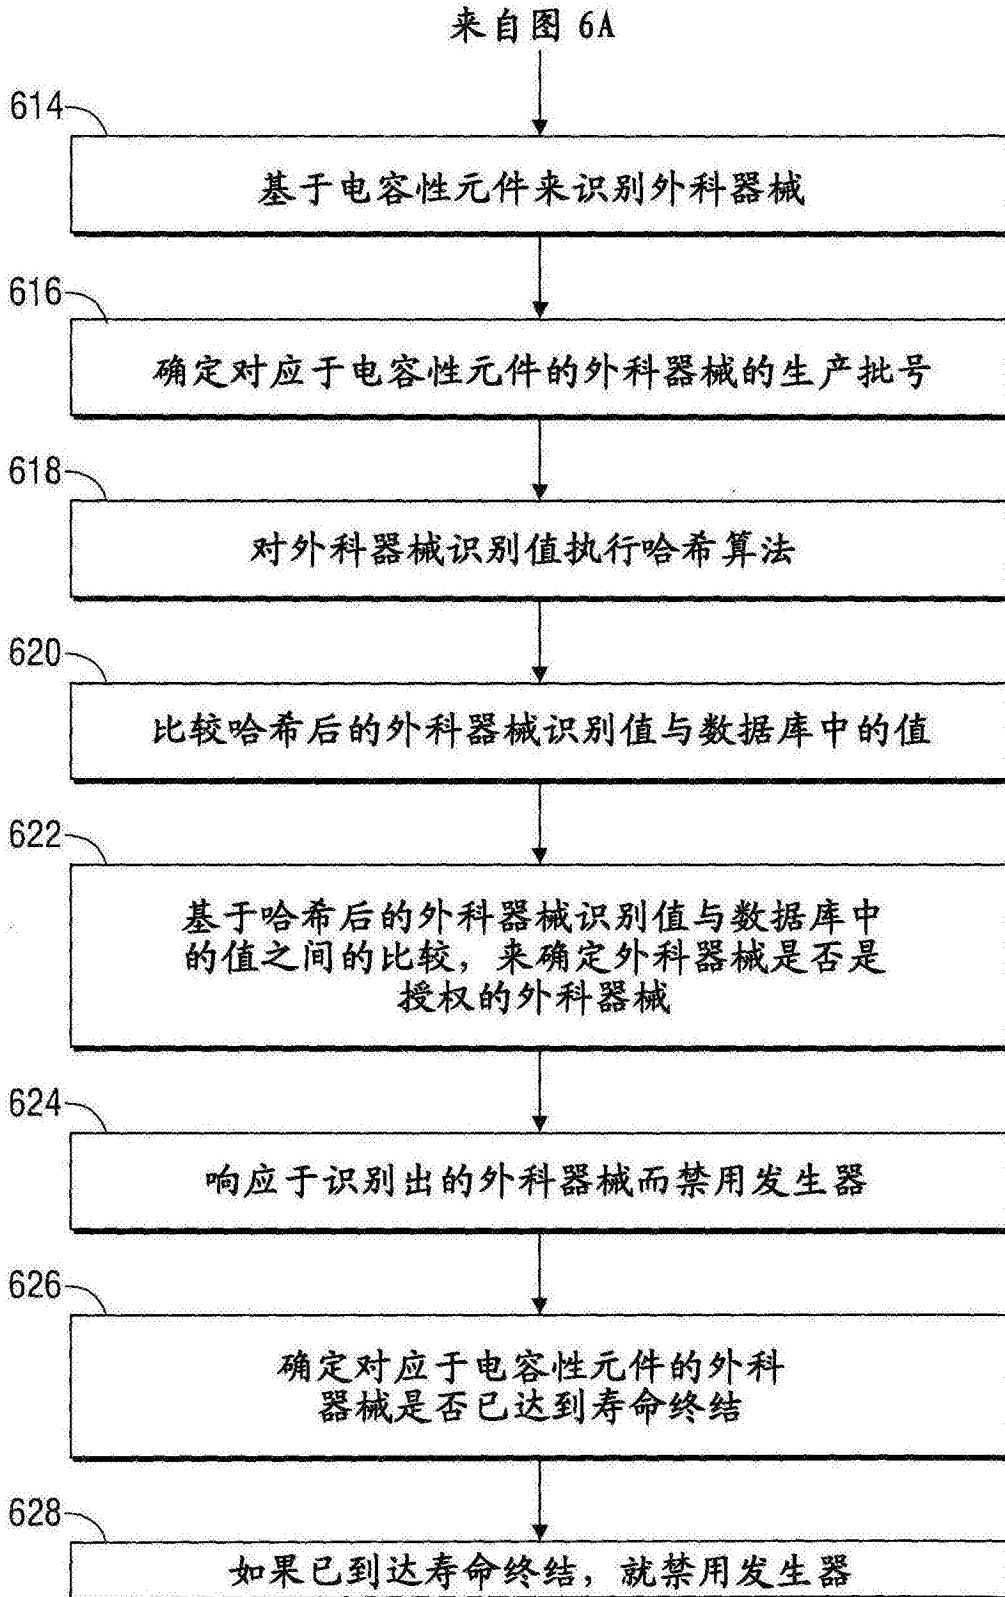 来自图 6A
614
基于电容性元件来识别外科器械
616
确定对应于电容性元件的外科器械的生产批号
618
对外科器械识别值执行哈希算法
620
比较哈希后的外科器械识别值与数据库中的值
622
基于哈希后的外科器械识别值与数据库中
的值之间的比较，来确定外科器械是否是
授权的外科器械
624
响应于识别出的外科器械而禁用发生器
626
确定对应于电容性元件的外科
器械是否已达到寿命终结
628
如果已到达寿命终结，就禁用发生器